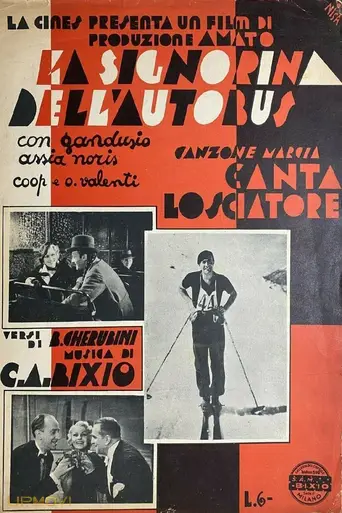 LA CINES PRESENTA UN FILM DI
PRODUZIONE AMATO
LA SIGNORINA
DELL'AUTOBUS
con gandusio
assia noris
coop e o. valenti
CANZONE MARCIA
CANTA
LO SCIATORE
VERSI DI B. CHERUBINI
MUSICA DI
C.A. BIXIO
L.6-
S.A.M.
BIXIO
MILANO